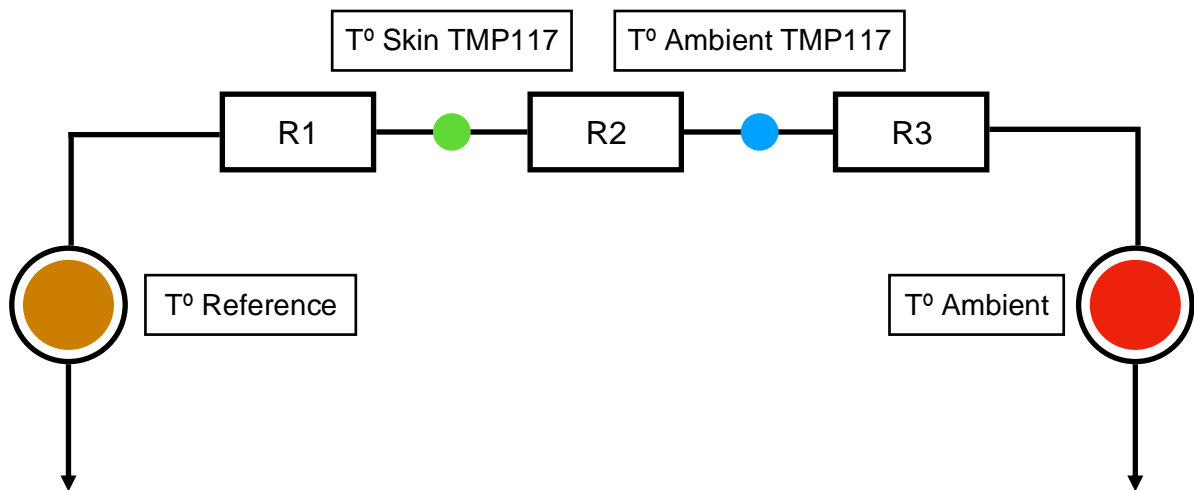 Tº Skin TMP117
Tº Ambient TMP117
R1
R2
R3
Tº Reference
Tº Ambient